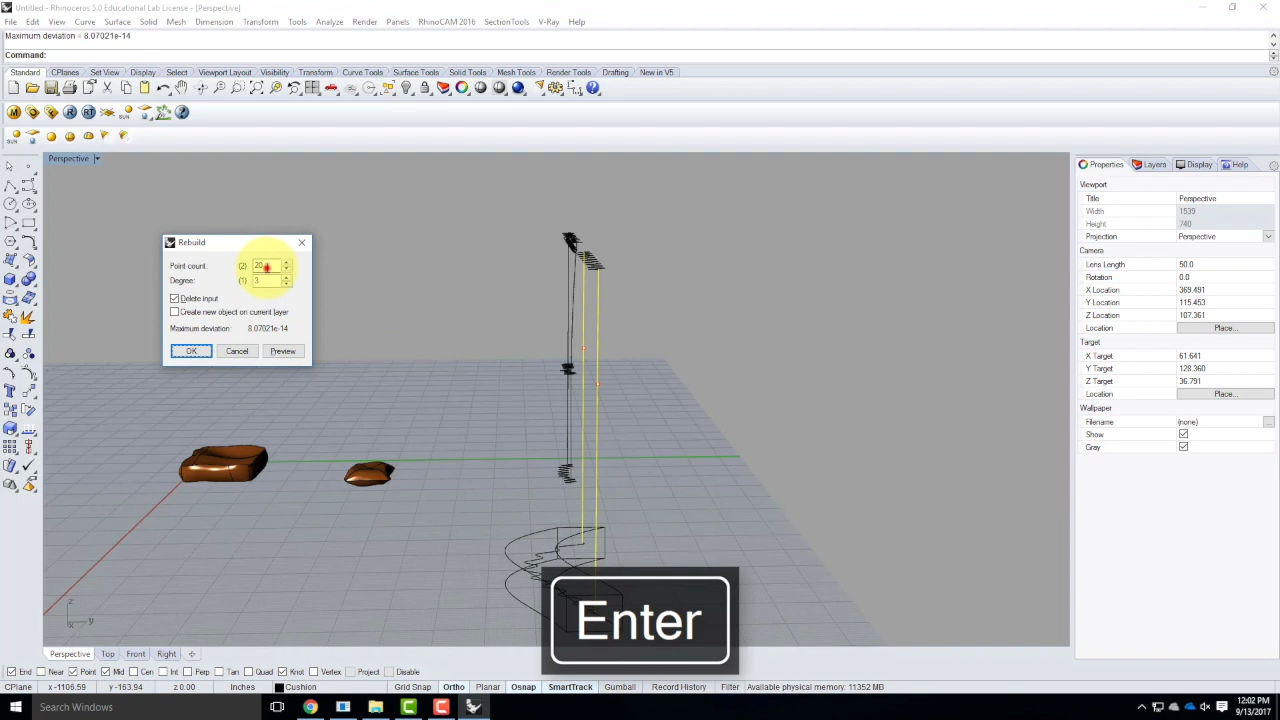 Untitled - Rhinoceros 5.0 Educational Lab License - [Perspective]
File Edit View Curve Surface Solid Mesh Dimension Transform Tools Analyze Render Panels RhinoCAM 2016 SectionTools V-Ray Help
Maximum deviation = 8.07021e-14
Command:
Standard CPlanes Set View Display Select Viewport Layout Visibility Transform Curve Tools Surface Tools Solid Tools Mesh Tools Render Tools Drafting New in V5
Perspective
Rebuild
Point count: (2) 20
Degree: (1) 3
Delete input
Create new object on current layer
Maximum deviation: 8.07021e-14
OK Cancel Preview
Properties Layers Display Help
Viewport
Title Perspective
Width 1539
Height 740
Projection Perspective
Camera
Lens Length 50.0
Rotation 0.0
X Location 369.491
Y Location 115.453
Z Location 107.361
Location Place...
Target
X Target 61.641
Y Target 128.360
Z Target 36.791
Location Place...
Wallpaper
Filename (none) ...
Show
Gray
z
y
x
Enter
Perspective Top Front Right
End Near Point Mid Cen Int Perp Tan Quad Knot Vertex Project Disable
CPlane x-1106.59 y-163.94 z0.00 Inches Cushion Grid Snap Ortho Planar Osnap SmartTrack Gumball Record History Filter Available physical memory: 11352 MB
Search Windows
12:02 PM
9/13/2017